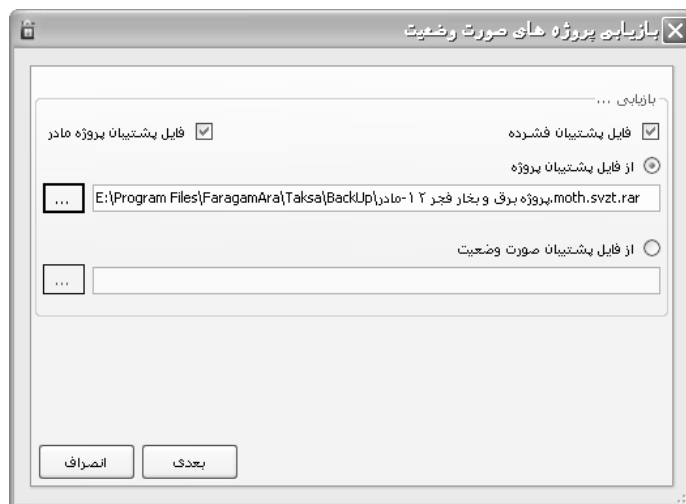 بازیابی پروژه های صورت وضعیت
بازیابی ...
فایل پشتیبان فشرده
فایل پشتیبان پروژه مادر
از فایل پشتیبان پروژه
E:\Program Files\FaragamAra\Taksa\BackUp\پروژه برق و بخار فجر ۲ ۱-مادر.moth.svzt.rar
...
از فایل پشتیبان صورت وضعیت
...
بعدی
انصراف